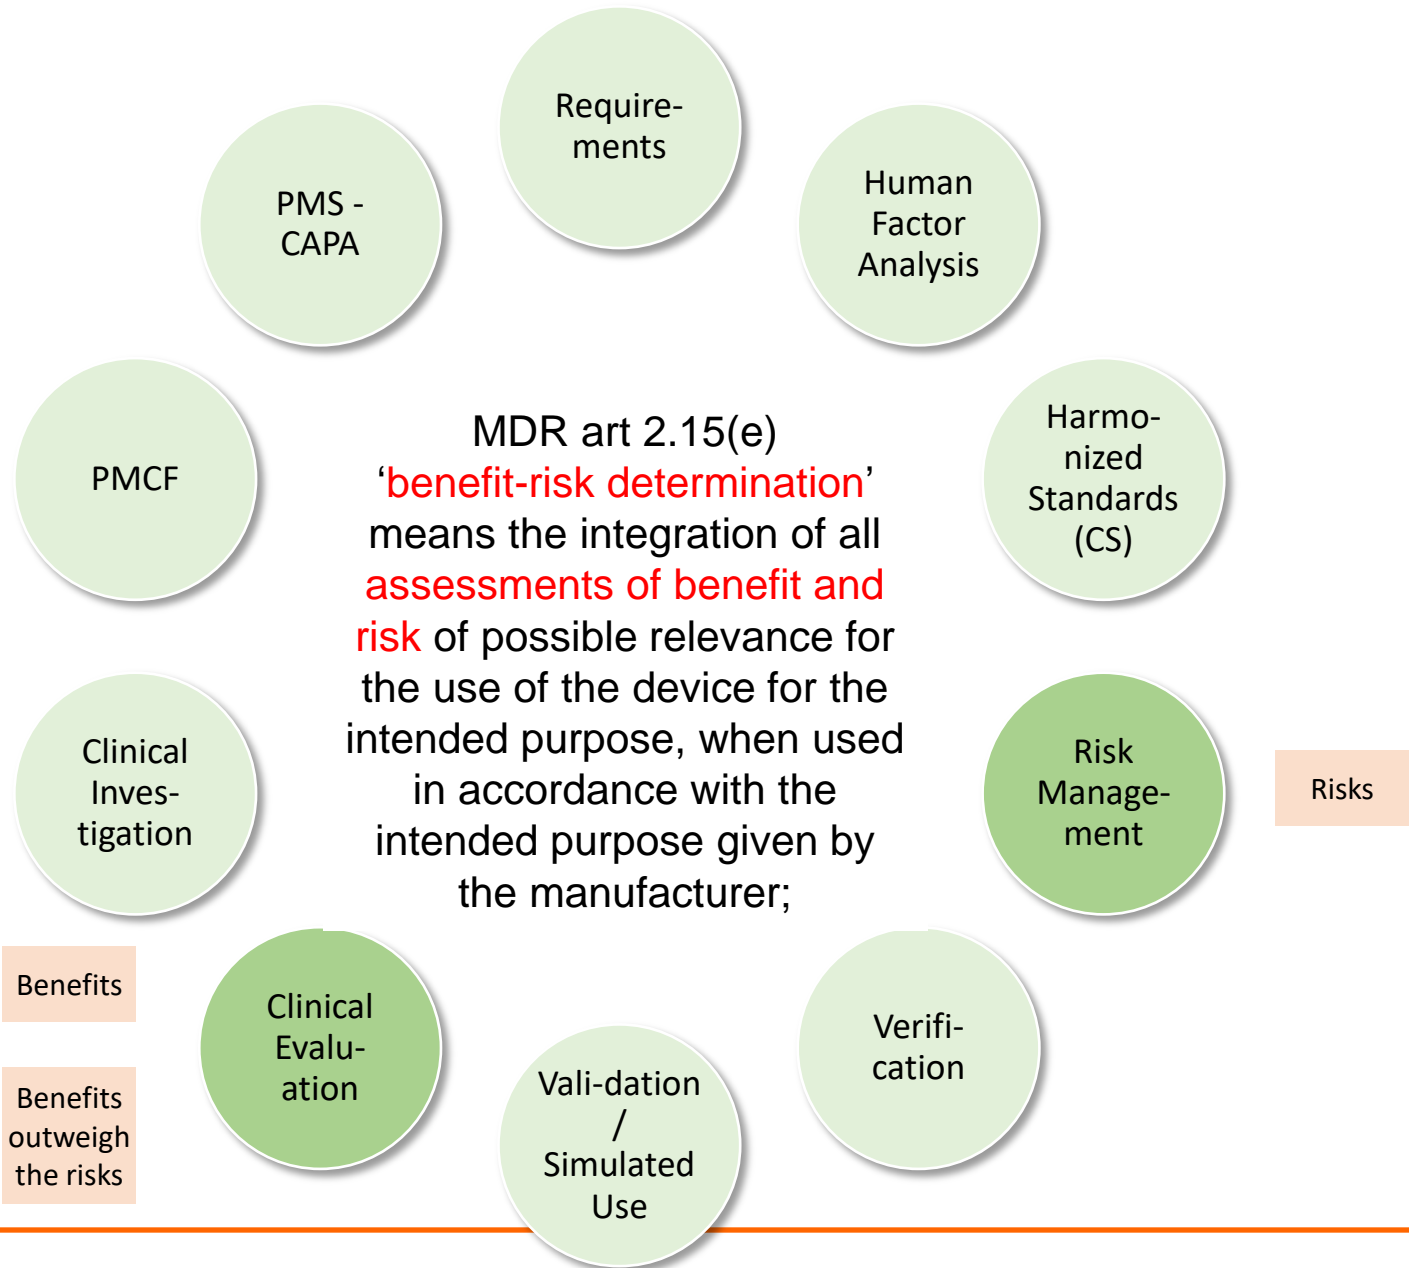 Require-
ments
Human
Factor
Analysis
Harmo-
nized
Standards
(CS)
Risk
Manage-
ment
Risks
Verifi-
cation
Vali-dation
/
Simulated
Use
Clinical
Evalu-
ation
Benefits
Benefits
outweigh
the risks
Clinical
Inves-
tigation
PMCF
PMS -
CAPA
MDR art 2.15(e)
‘benefit-risk determination’
means the integration of all
assessments of benefit and
risk of possible relevance for
the use of the device for the
intended purpose, when used
in accordance with the
intended purpose given by
the manufacturer;